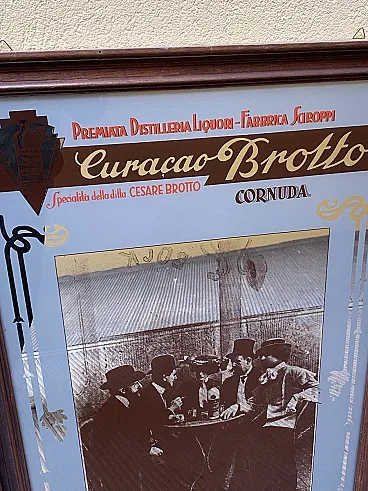 PREMIATA DISTILLERIA LIQUORI - FABBRICA SCIROPPI
Curaçao Brotto
Specialità della ditta CESARE BROTTO
CORNUDA